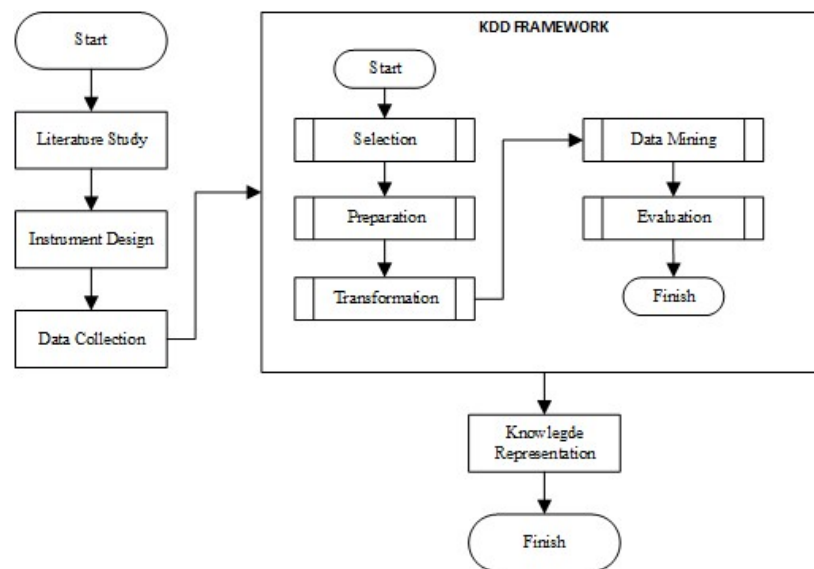 Start
Literature Study
Instrument Design
Data Collection
KDD FRAMEWORK
Start
Selection
Preparation
Transformation
Data Mining
Evaluation
Finish
Knowlegde
Representation
Finish